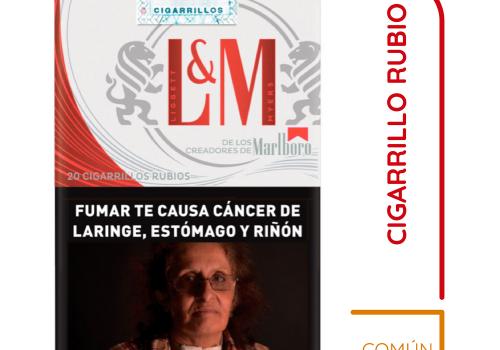 CIGARRILLOS
L&M
LIGGETT
MYERS
DE LOS
CREADORES DE Marlboro
20 CIGARRILLOS RUBIOS
FUMAR TE CAUSA CÁNCER DE
LARINGE, ESTÓMAGO Y RIÑÓN
CIGARRILLO RUBIO
COMÚN